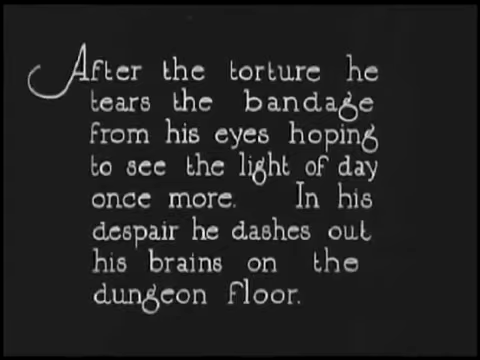 After the torture he
tears the bandage
from his eyes hoping
to see the light of day
once more. In his
despair he dashes out
his brains on the
dungeon floor.